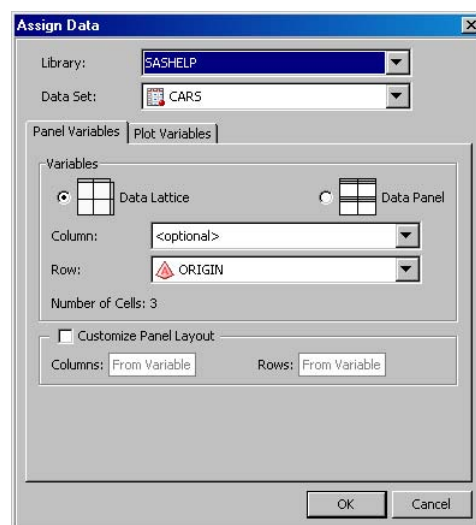 Assign Data
Library: SASHELP
Data Set: CARS
Panel Variables Plot Variables
Variables
Data Lattice Data Panel
Column: <optional>
Row: ORIGIN
Number of Cells: 3
Customize Panel Layout
Columns: From Variable Rows: From Variable
OK Cancel